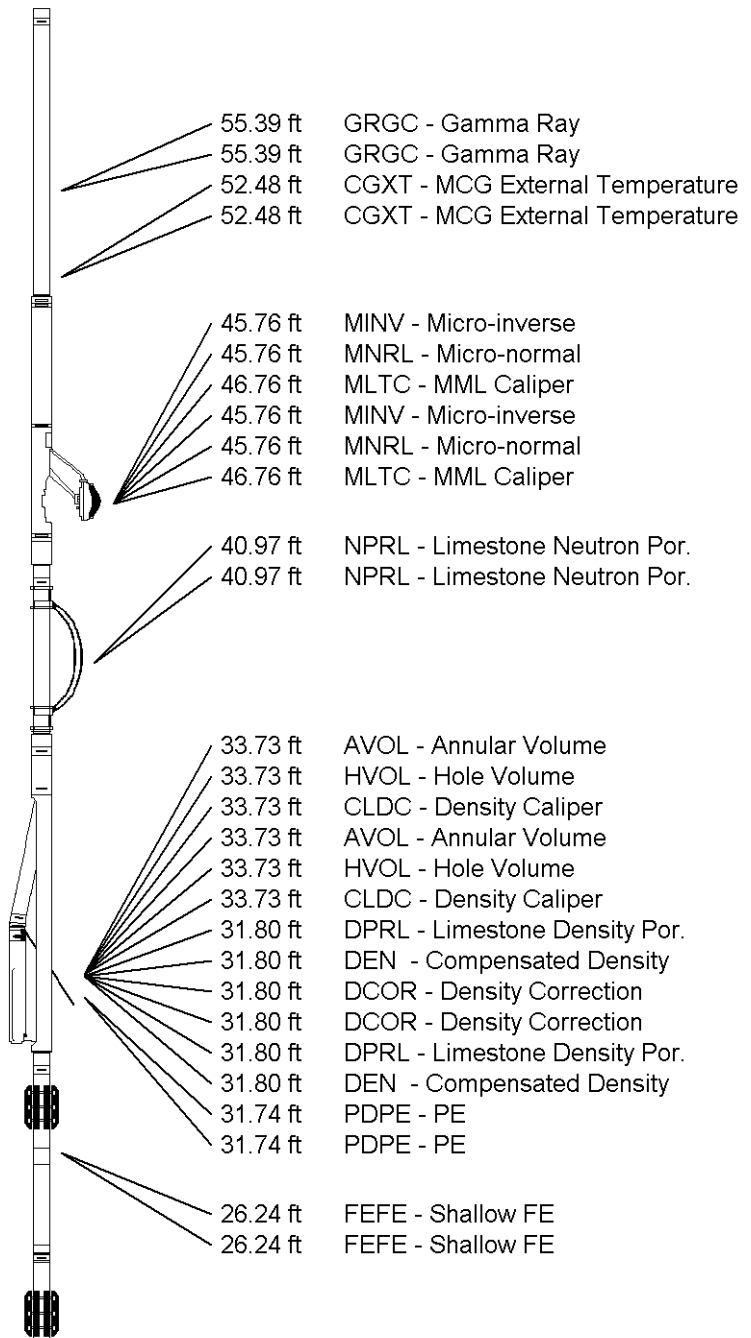 55.39 ft GRGC - Gamma Ray
55.39 ft GRGC - Gamma Ray
52.48 ft CGXT - MCG External Temperature
52.48 ft CGXT - MCG External Temperature
45.76 ft MINV - Micro-inverse
45.76 ft MNRL - Micro-normal
46.76 ft MLTC - MML Caliper
45.76 ft MINV - Micro-inverse
45.76 ft MNRL - Micro-normal
46.76 ft MLTC - MML Caliper
40.97 ft NPRL - Limestone Neutron Por.
40.97 ft NPRL - Limestone Neutron Por.
33.73 ft AVOL - Annular Volume
33.73 ft HVOL - Hole Volume
33.73 ft CLDC - Density Caliper
33.73 ft AVOL - Annular Volume
33.73 ft HVOL - Hole Volume
33.73 ft CLDC - Density Caliper
31.80 ft DPRL - Limestone Density Por.
31.80 ft DEN - Compensated Density
31.80 ft DCOR - Density Correction
31.80 ft DCOR - Density Correction
31.80 ft DPRL - Limestone Density Por.
31.80 ft DEN - Compensated Density
31.74 ft PDPE - PE
31.74 ft PDPE - PE
26.24 ft FEFE - Shallow FE
26.24 ft FEFE - Shallow FE